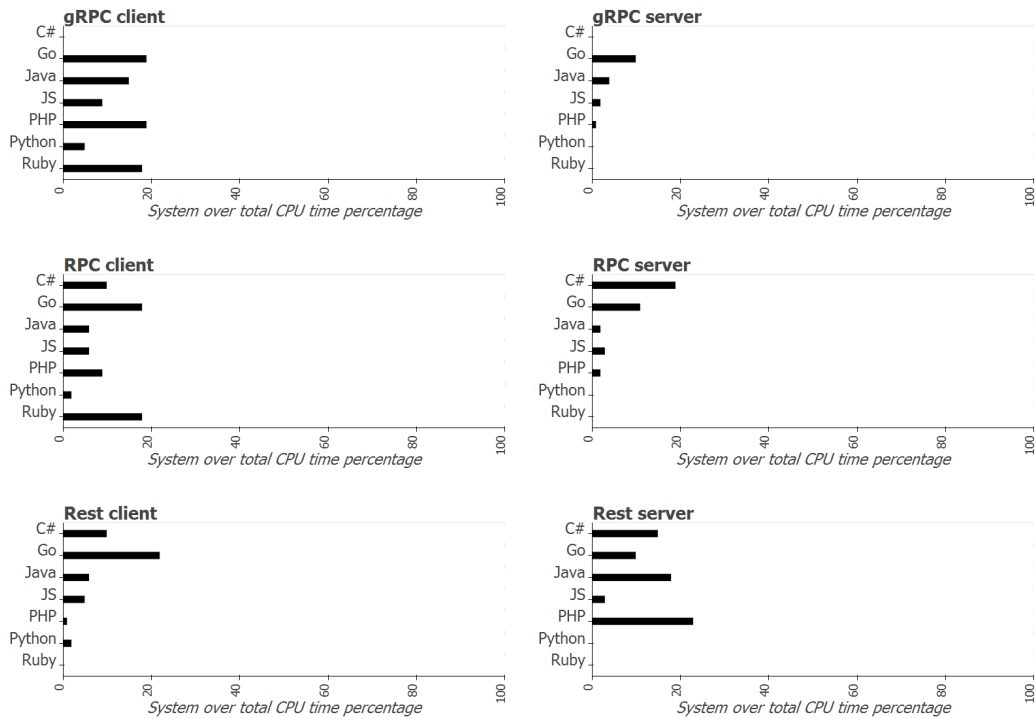 gRPC client
C#
Go
Java
JS
PHP
Python
Ruby
0 20 40 60 80 100
System over total CPU time percentage
gRPC server
C#
Go
Java
JS
PHP
Python
Ruby
0 20 40 60 80 100
System over total CPU time percentage
RPC client
C#
Go
Java
JS
PHP
Python
Ruby
0 20 40 60 80 100
System over total CPU time percentage
RPC server
C#
Go
Java
JS
PHP
Python
Ruby
0 20 40 60 80 100
System over total CPU time percentage
Rest client
C#
Go
Java
JS
PHP
Python
Ruby
0 20 40 60 80 100
System over total CPU time percentage
Rest server
C#
Go
Java
JS
PHP
Python
Ruby
0 20 40 60 80 100
System over total CPU time percentage